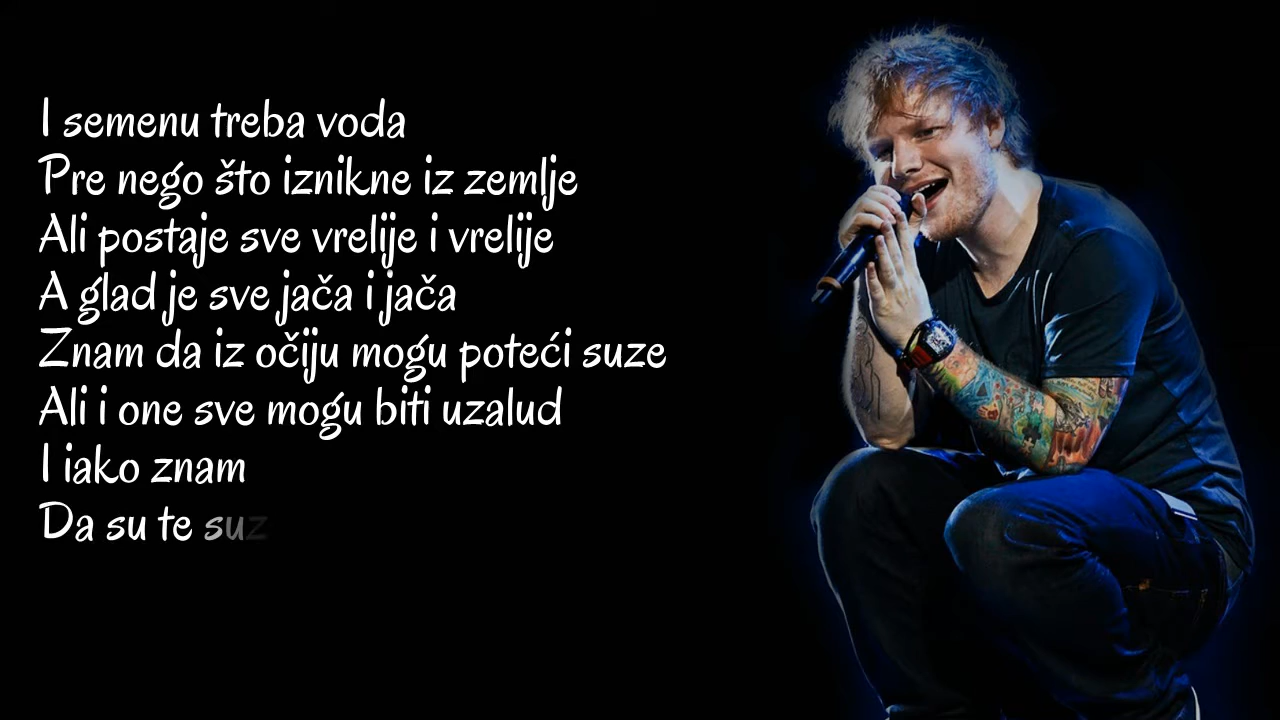 I semenu treba voda
Pre nego što iznikne iz zemlje
Ali postaje sve vrelije i vrelije
A glad je sve jača i jača
Znam da iz očiju mogu poteći suze
Ali i one sve mogu biti uzalud
I iako znam
Da su te suz